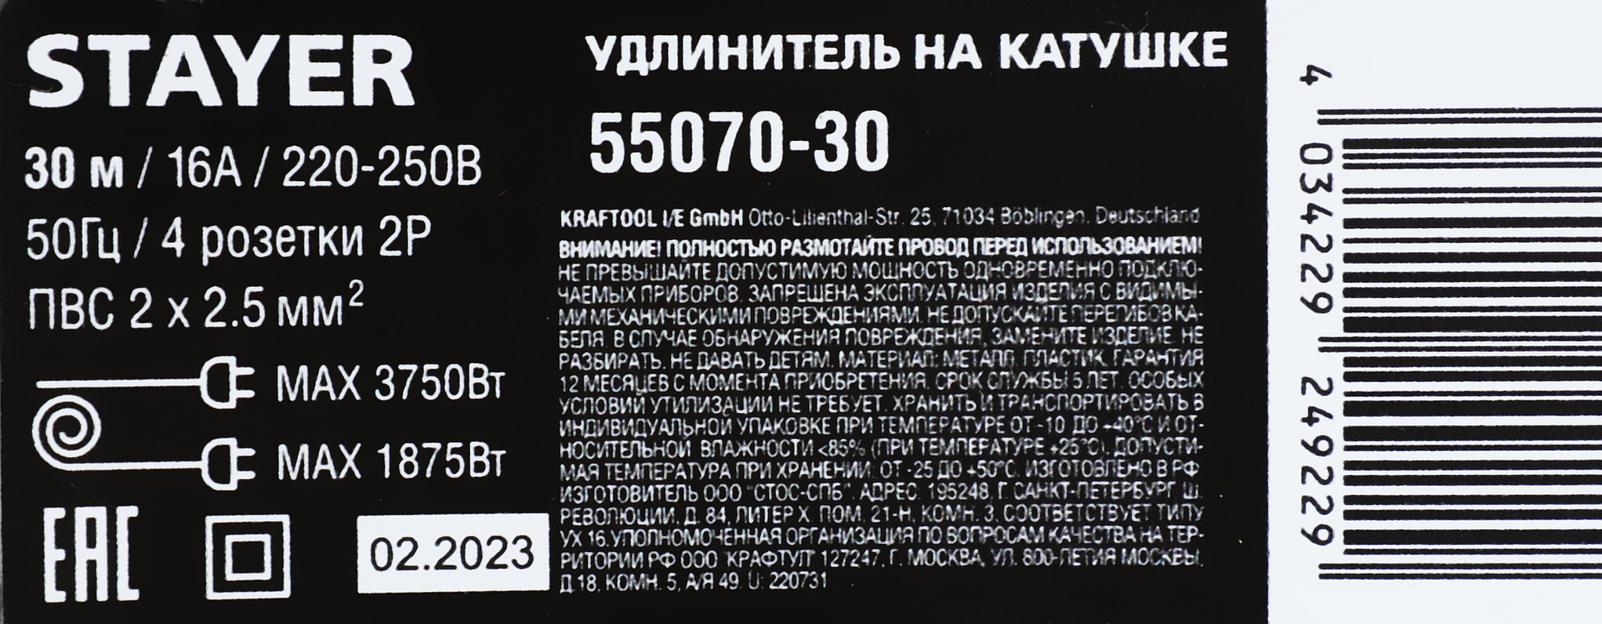 STAYER
30 м / 16А / 220-250В
50Гц / 4 розетки 2Р
ПВС 2 x 2.5 мм²
MAX 3750Вт
MAX 1875Вт
EAC
02.2023
УДЛИНИТЕЛЬ НА КАТУШКЕ
55070-30
KRAFTOOL I/E GmbH Otto-Lilienthal-Str. 25, 71034 Böblingen, Deutschland
ВНИМАНИЕ! ПОЛНОСТЬЮ РАЗМОТАЙТЕ ПРОВОД ПЕРЕД ИСПОЛЬЗОВАНИЕМ!
НЕ ПРЕВЫШАЙТЕ ДОПУСТИМУЮ МОЩНОСТЬ ОДНОВРЕМЕННО ПОДКЛЮ-
ЧАЕМЫХ ПРИБОРОВ. ЗАПРЕШЕНА ЭКСПЛУАТАЦИЯ ИЗДЕЛИЯ С ВИДИМЫ-
МИ МЕХАНИЧЕСКИМИ ПОВРЕЖДЕНИЯМИ. НЕ ДОПУСКАЙТЕ ПЕРЕГИБОВ КА-
БЕЛЯ. В СЛУЧАЕ ОБНАРУЖЕНИЯ ПОВРЕЖДЕНИЯ, ЗАМЕНИТЕ ИЗДЕЛИЕ. НЕ
РАЗБИРАТЬ. НЕ ДАВАТЬ ДЕТЯМ. МАТЕРИАЛ: МЕТАЛЛ, ПЛАСТИК. ГАРАНТИЯ
12 МЕСЯЦЕВ С МОМЕНТА ПРИОБРЕТЕНИЯ. СРОК СЛУЖБЫ 5 ЛЕТ. ОСОБЫХ
УСЛОВИЙ УТИЛИЗАЦИИ НЕ ТРЕБУЕТ. ХРАНИТЬ И ТРАНСПОРТИРОВАТЬ В
ИНДИВИДУАЛЬНОЙ УПАКОВКЕ ПРИ ТЕМПЕРАТУРЕ ОТ -10 ДО +40°С И ОТ-
НОСИТЕЛЬНОЙ ВЛАЖНОСТИ <85% (ПРИ ТЕМПЕРАТУРЕ +25°С). ДОПУСТИ-
МАЯ ТЕМПЕРАТУРА ПРИ ХРАНЕНИИ: ОТ -25 ДО +50°С. ИЗГОТОВЛЕНО В РФ
ИЗГОТОВИТЕЛЬ ООО "СТОС-СПБ". АДРЕС: 195248, Г. САНКТ-ПЕТЕРБУРГ, Ш.
РЕВОЛЮЦИИ, Д. 84, ЛИТЕР Х, ПОМ. 21-Н, КОМН. 3. СООТВЕТСТВУЕТ ТИПУ
УХ 16. УПОЛНОМОЧЕННАЯ ОРГАНИЗАЦИЯ ПО ВОПРОСАМ КАЧЕСТВА НА ТЕР-
РИТОРИИ РФ ООО "КРАФТУЛ" 127247, Г. МОСКВА, УЛ. 800-ЛЕТИЯ МОСКВЫ,
Д.18, КОМН. 5, А/Я 49. U: 220731
4 034229 249229